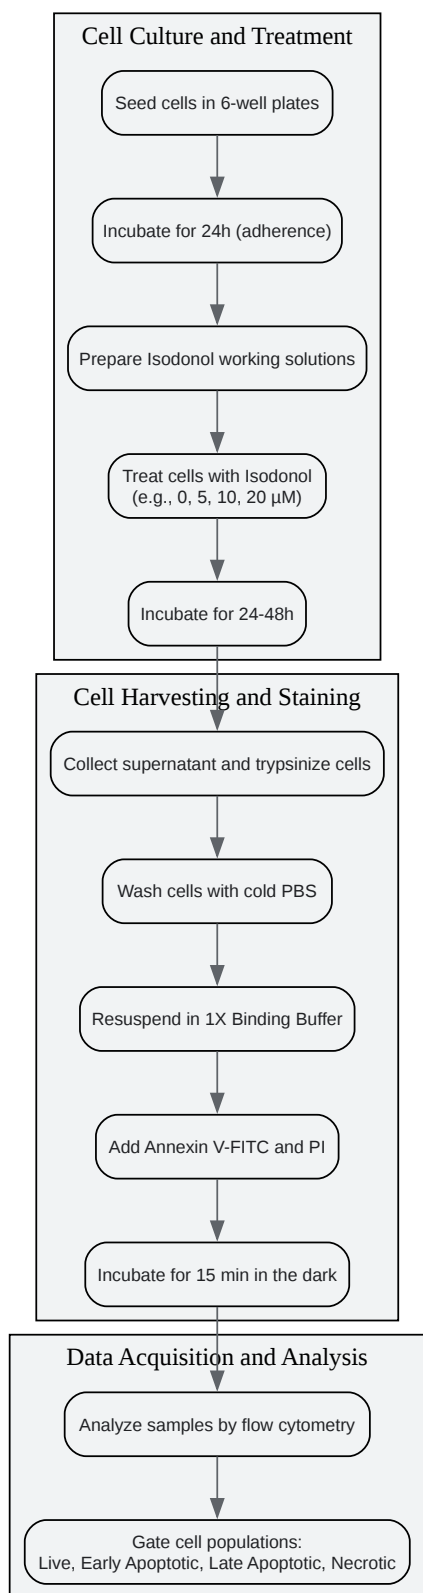 Cell Culture and Treatment
Seed cells in 6-well plates
Incubate for 24h (adherence)
Prepare Isodonol working solutions
Treat cells with Isodonol
(e.g., 0, 5, 10, 20 µM)
Incubate for 24-48h
Cell Harvesting and Staining
Collect supernatant and trypsinize cells
Wash cells with cold PBS
Resuspend in 1X Binding Buffer
Add Annexin V-FITC and PI
Incubate for 15 min in the dark
Data Acquisition and Analysis
Analyze samples by flow cytometry
Gate cell populations:
Live, Early Apoptotic, Late Apoptotic, Necrotic